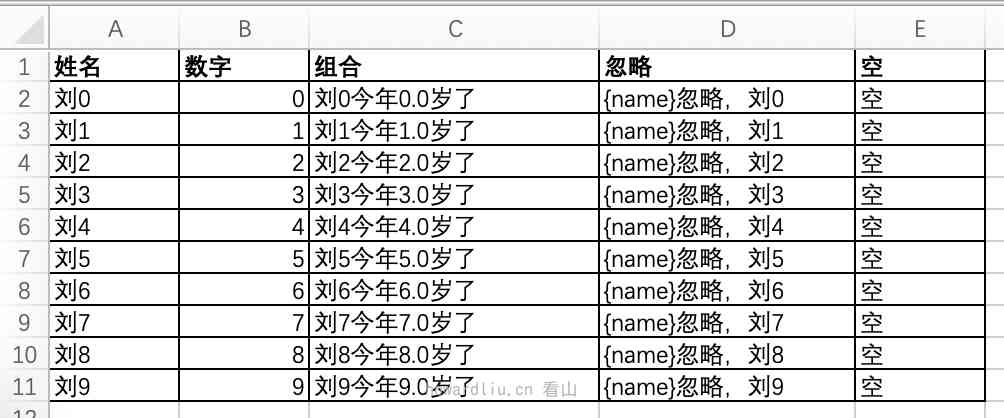 A B C D E
1 姓名 数字 组合 忽略 空
2 刘0 0 刘0今年0.0岁了 {name}忽略，刘0 空
3 刘1 1 刘1今年1.0岁了 {name}忽略，刘1 空
4 刘2 2 刘2今年2.0岁了 {name}忽略，刘2 空
5 刘3 3 刘3今年3.0岁了 {name}忽略，刘3 空
6 刘4 4 刘4今年4.0岁了 {name}忽略，刘4 空
7 刘5 5 刘5今年5.0岁了 {name}忽略，刘5 空
8 刘6 6 刘6今年6.0岁了 {name}忽略，刘6 空
9 刘7 7 刘7今年7.0岁了 {name}忽略，刘7 空
10 刘8 8 刘8今年8.0岁了 {name}忽略，刘8 空
11 刘9 9 刘9今年9.0岁了 {name}忽略，刘9 空
看山
12